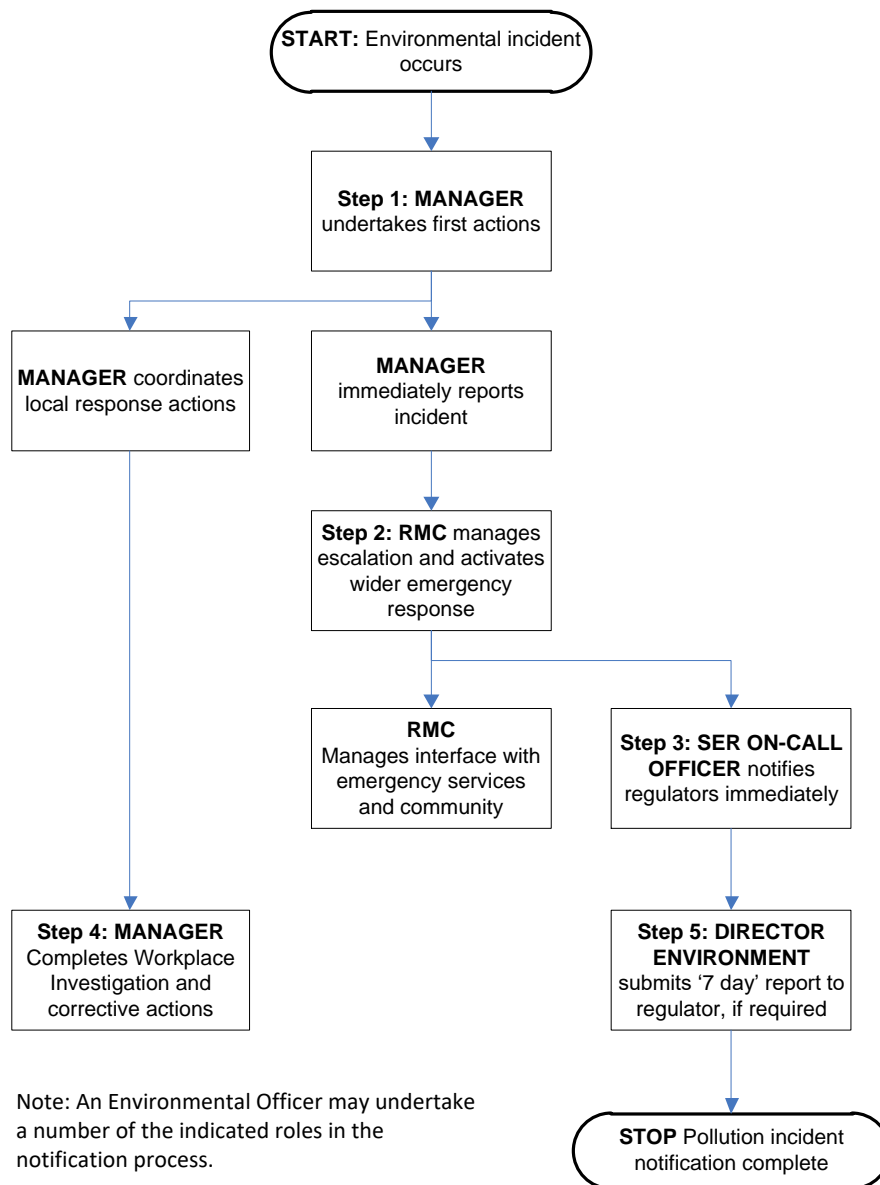 START: Environmental incident
occurs
Step 1: MANAGER
undertakes first actions
MANAGER coordinates
local response actions
MANAGER
immediately reports
incident
Step 2: RMC manages
escalation and activates
wider emergency
response
RMC
Manages interface with
emergency services
and community
Step 3: SER ON-CALL
OFFICER notifies
regulators immediately
Step 4: MANAGER
Completes Workplace
Investigation and
corrective actions
Step 5: DIRECTOR
ENVIRONMENT
submits ‘7 day’ report to
regulator, if required
Note: An Environmental Officer may undertake
a number of the indicated roles in the
notification process.
STOP Pollution incident
notification complete